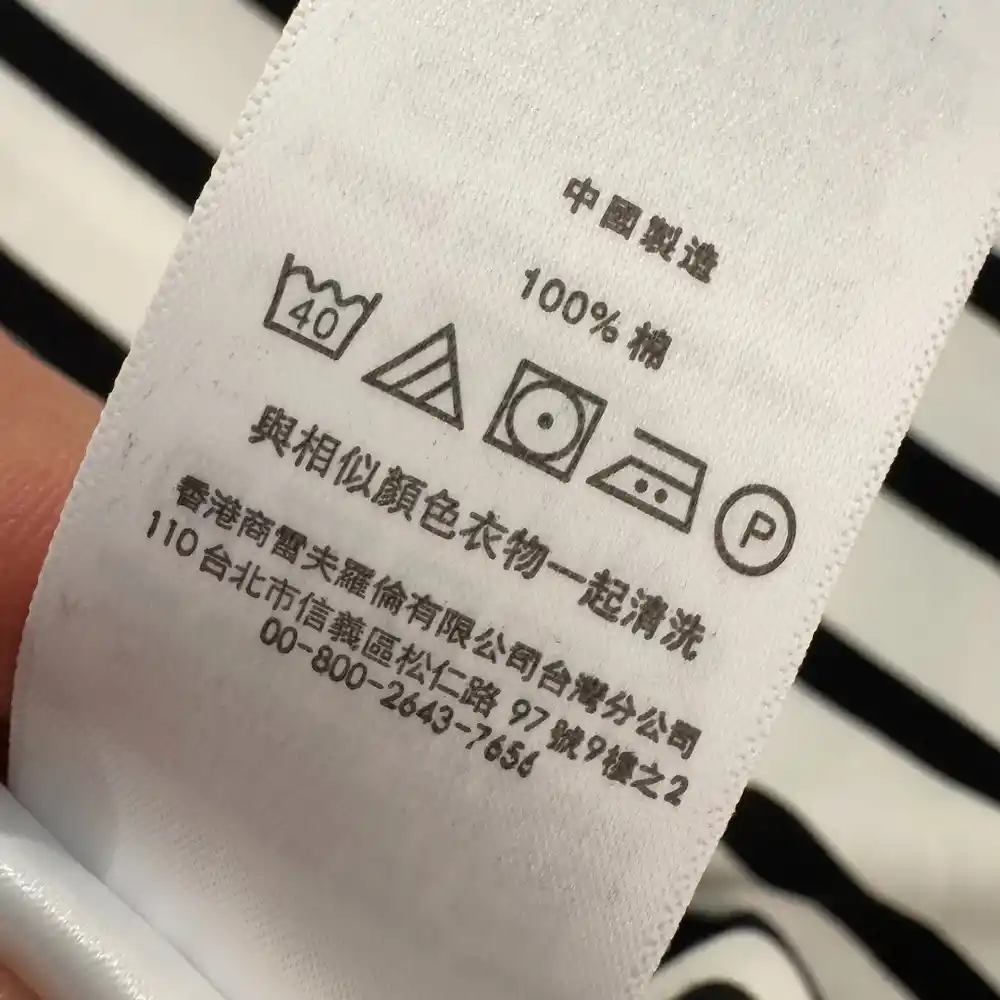 中國製造
100% 棉
40
P
與相似顏色衣物一起清洗
香港商雷夫羅倫有限公司台灣分公司
110 台北市信義區松仁路 97 號9樓之2
00-800-2643-7656